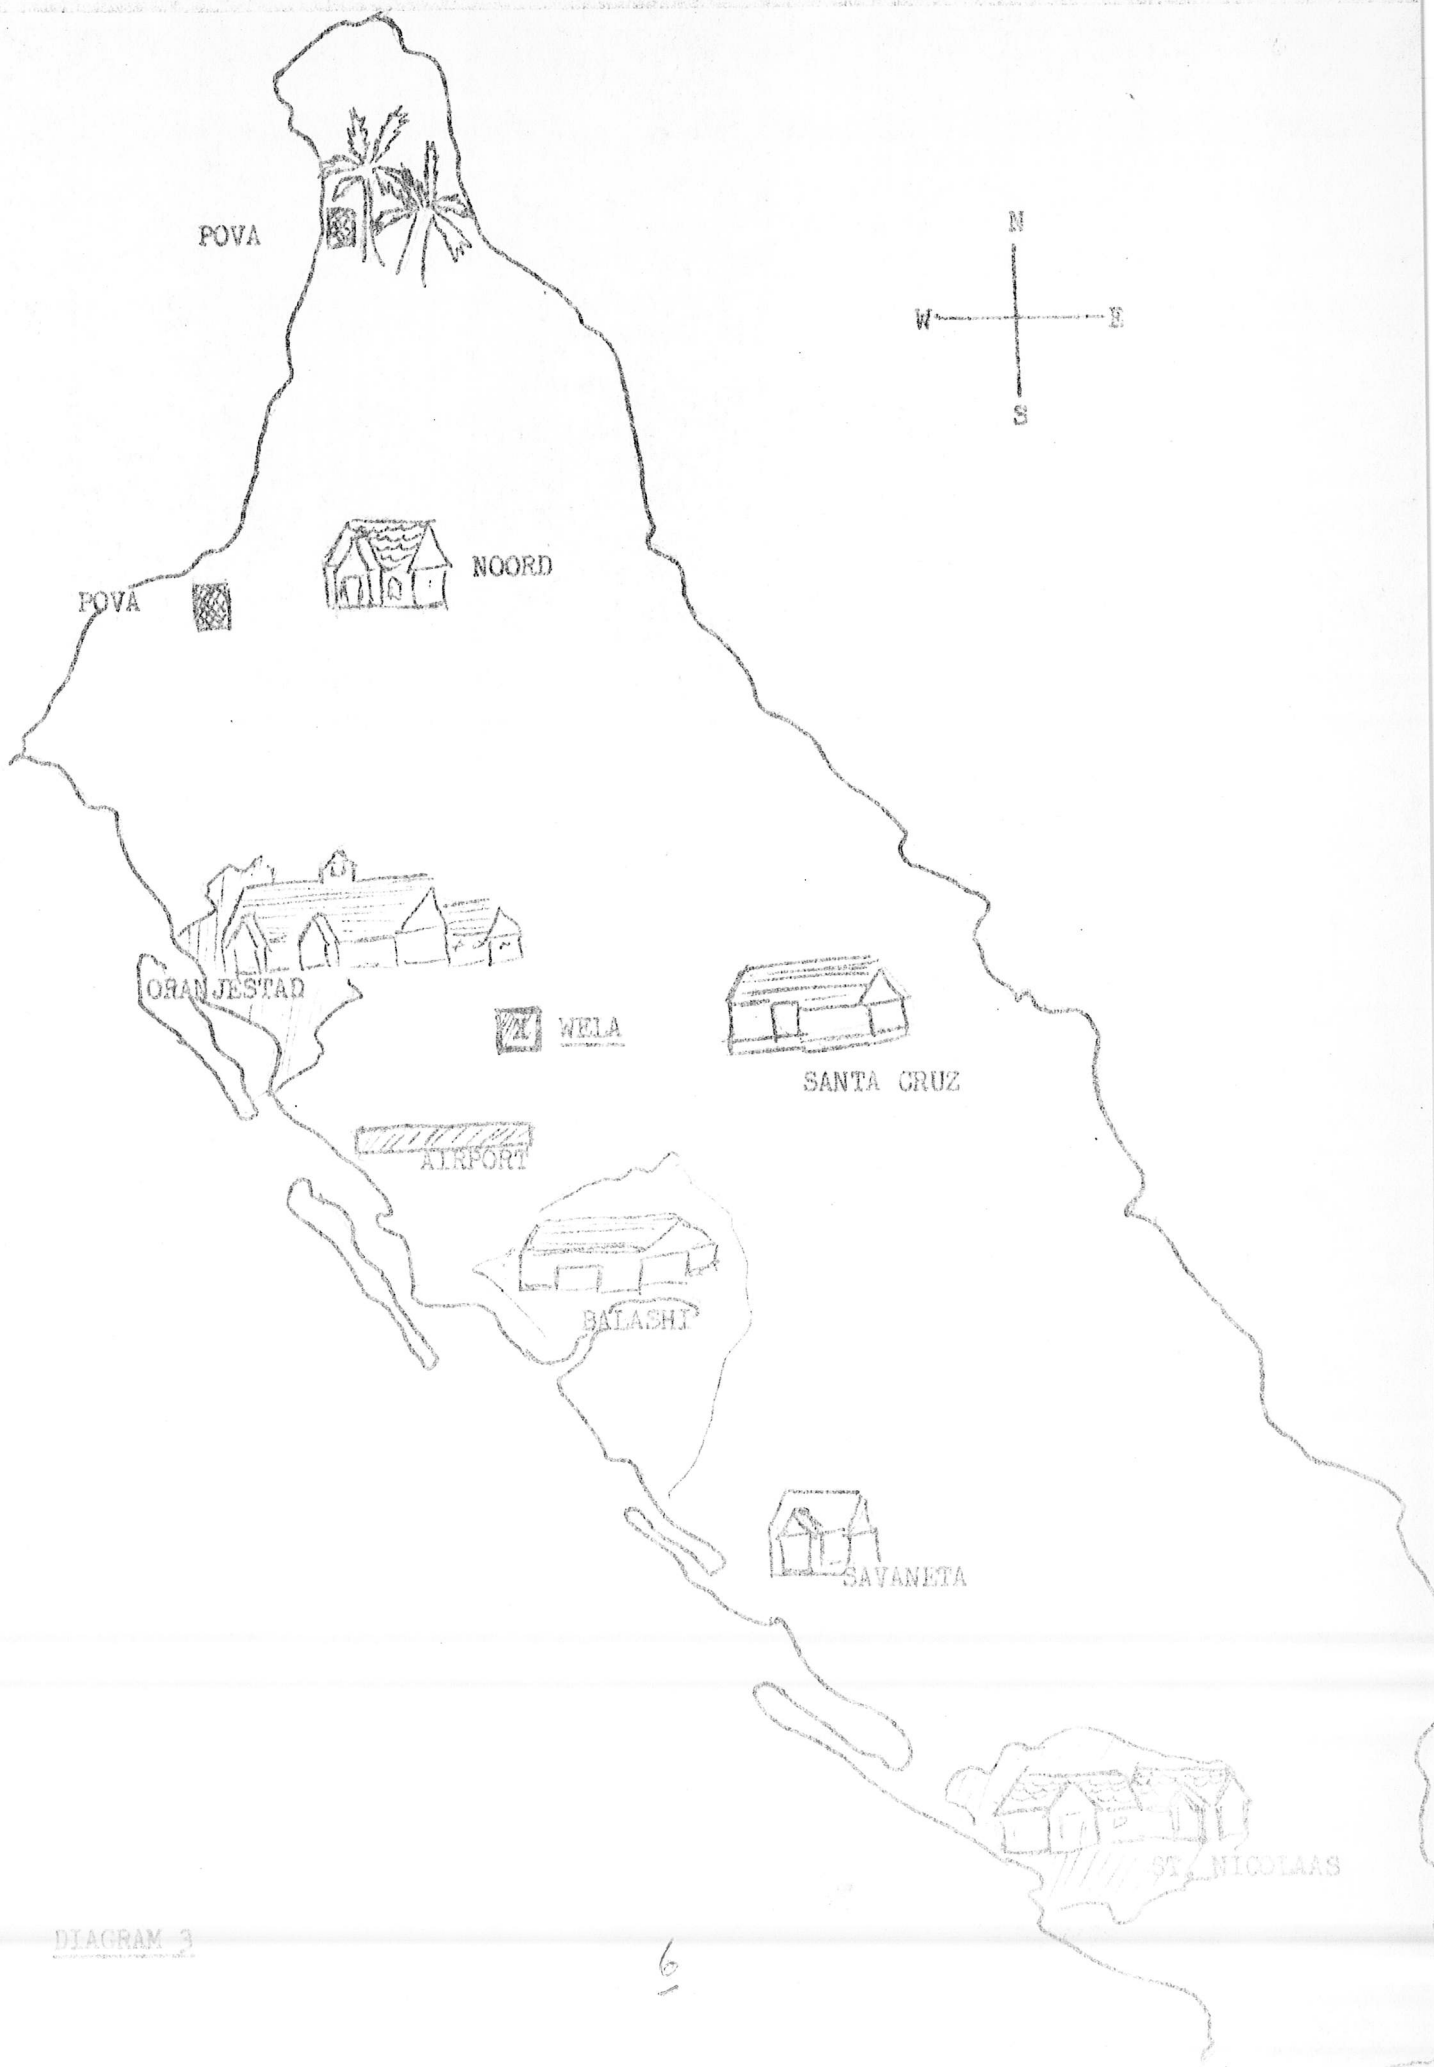 N
POVA
W E
S
NOORD
POVA
ORANJESTAD
WELA
SANTA CRUZ
AIRPORT
BALASHI
SAVANETA
ST. NICOLAAS
DIAGRAM 3
6